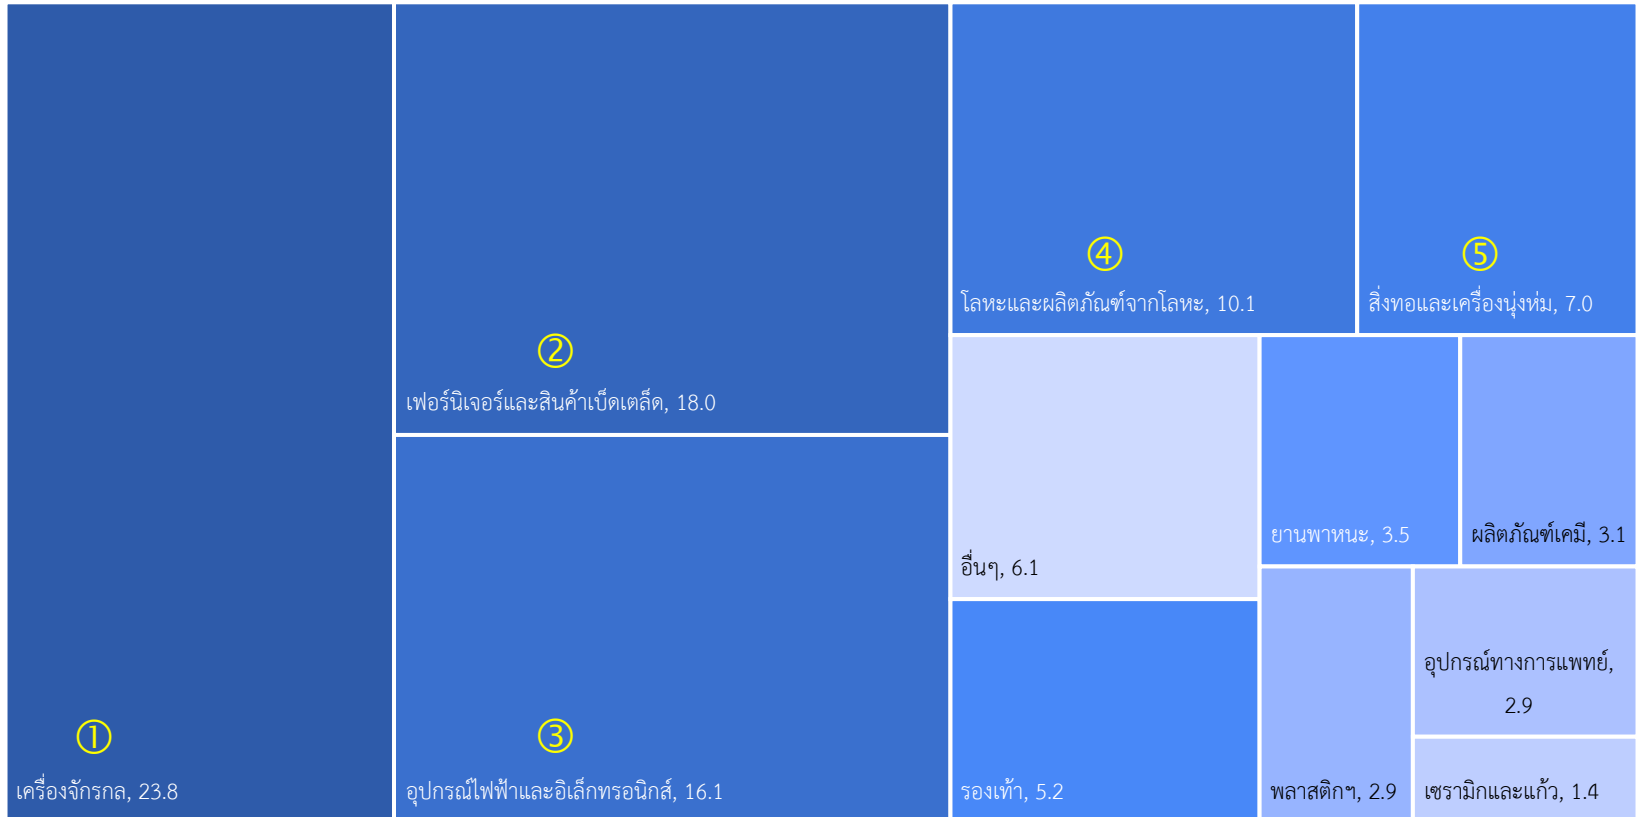 ①
เครื่องจักรกล, 23.8
②
เฟอร์นิเจอร์และสินค้าเบ็ดเตล็ด, 18.0
③
อุปกรณ์ไฟฟ้าและอิเล็กทรอนิกส์, 16.1
④
โลหะและผลิตภัณฑ์จากโลหะ, 10.1
⑤
สิ่งทอและเครื่องนุ่งห่ม, 7.0
อื่นๆ, 6.1
รองเท้า, 5.2
ยานพาหนะ, 3.5
ผลิตภัณฑ์เคมี, 3.1
พลาสติกฯ, 2.9
อุปกรณ์ทางการแพทย์,
2.9
เซรามิกและแก้ว, 1.4